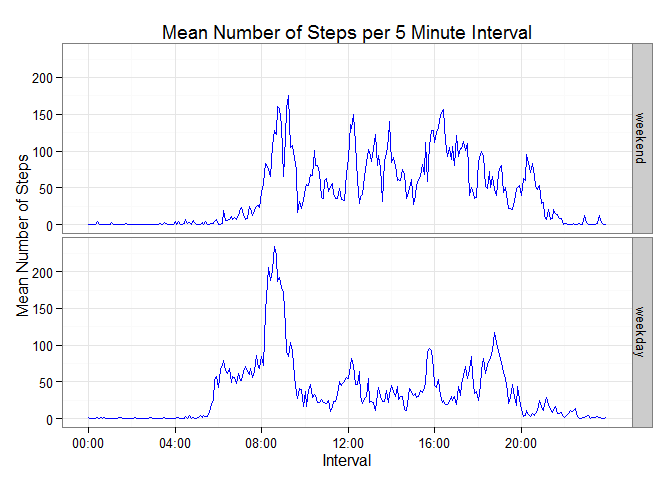 Mean Number of Steps per 5 Minute Interval
Mean Number of Steps
200
150
100
50
0
weekend
200
150
100
50
0
weekday
00:00 04:00 08:00 12:00 16:00 20:00
Interval